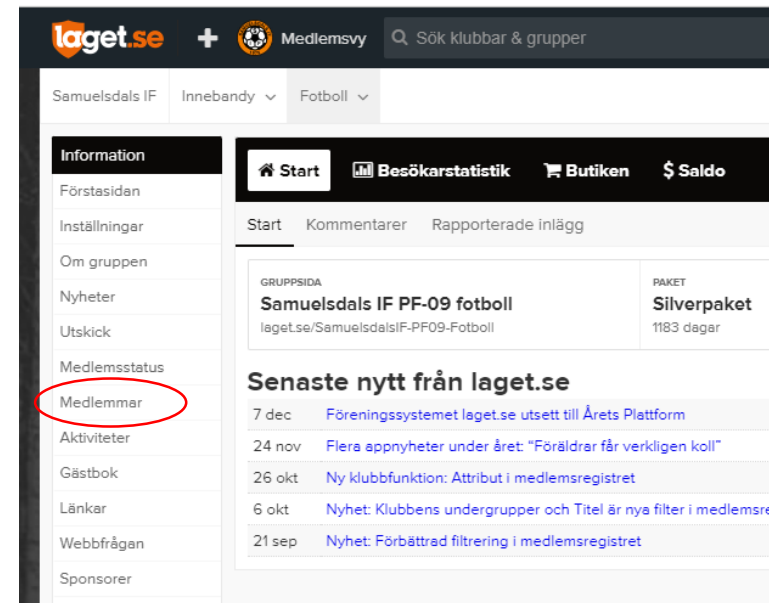 laget.se + Medlemsvy Sök klubbar & grupper
Samuelsdals IF Innebandy Fotboll
Information
Förstasidan
Inställningar
Om gruppen
Nyheter
Utskick
Medlemsstatus
Medlemmar
Aktiviteter
Gästbok
Länkar
Webbfrågan
Sponsorer
Start Besökarstatistik Butiken $ Saldo
Start Kommentarer Rapporterade inlägg
GRUPPSIDA
Samuelsdals IF PF-09 fotboll
laget.se/SamuelsdalsIF-PF09-Fotboll
PAKET
Silverpaket
1183 dagar
Senaste nytt från laget.se
7 dec Föreningssystemet laget.se utsett till Årets Plattform
24 nov Flera appnyheter under året: “Föräldrar får verkligen koll”
26 okt Ny klubbfunktion: Attribut i medlemsregistret
6 okt Nyhet: Klubbens undergrupper och Titel är nya filter i medlemsre
21 sep Nyhet: Förbättrad filtrering i medlemsregistret